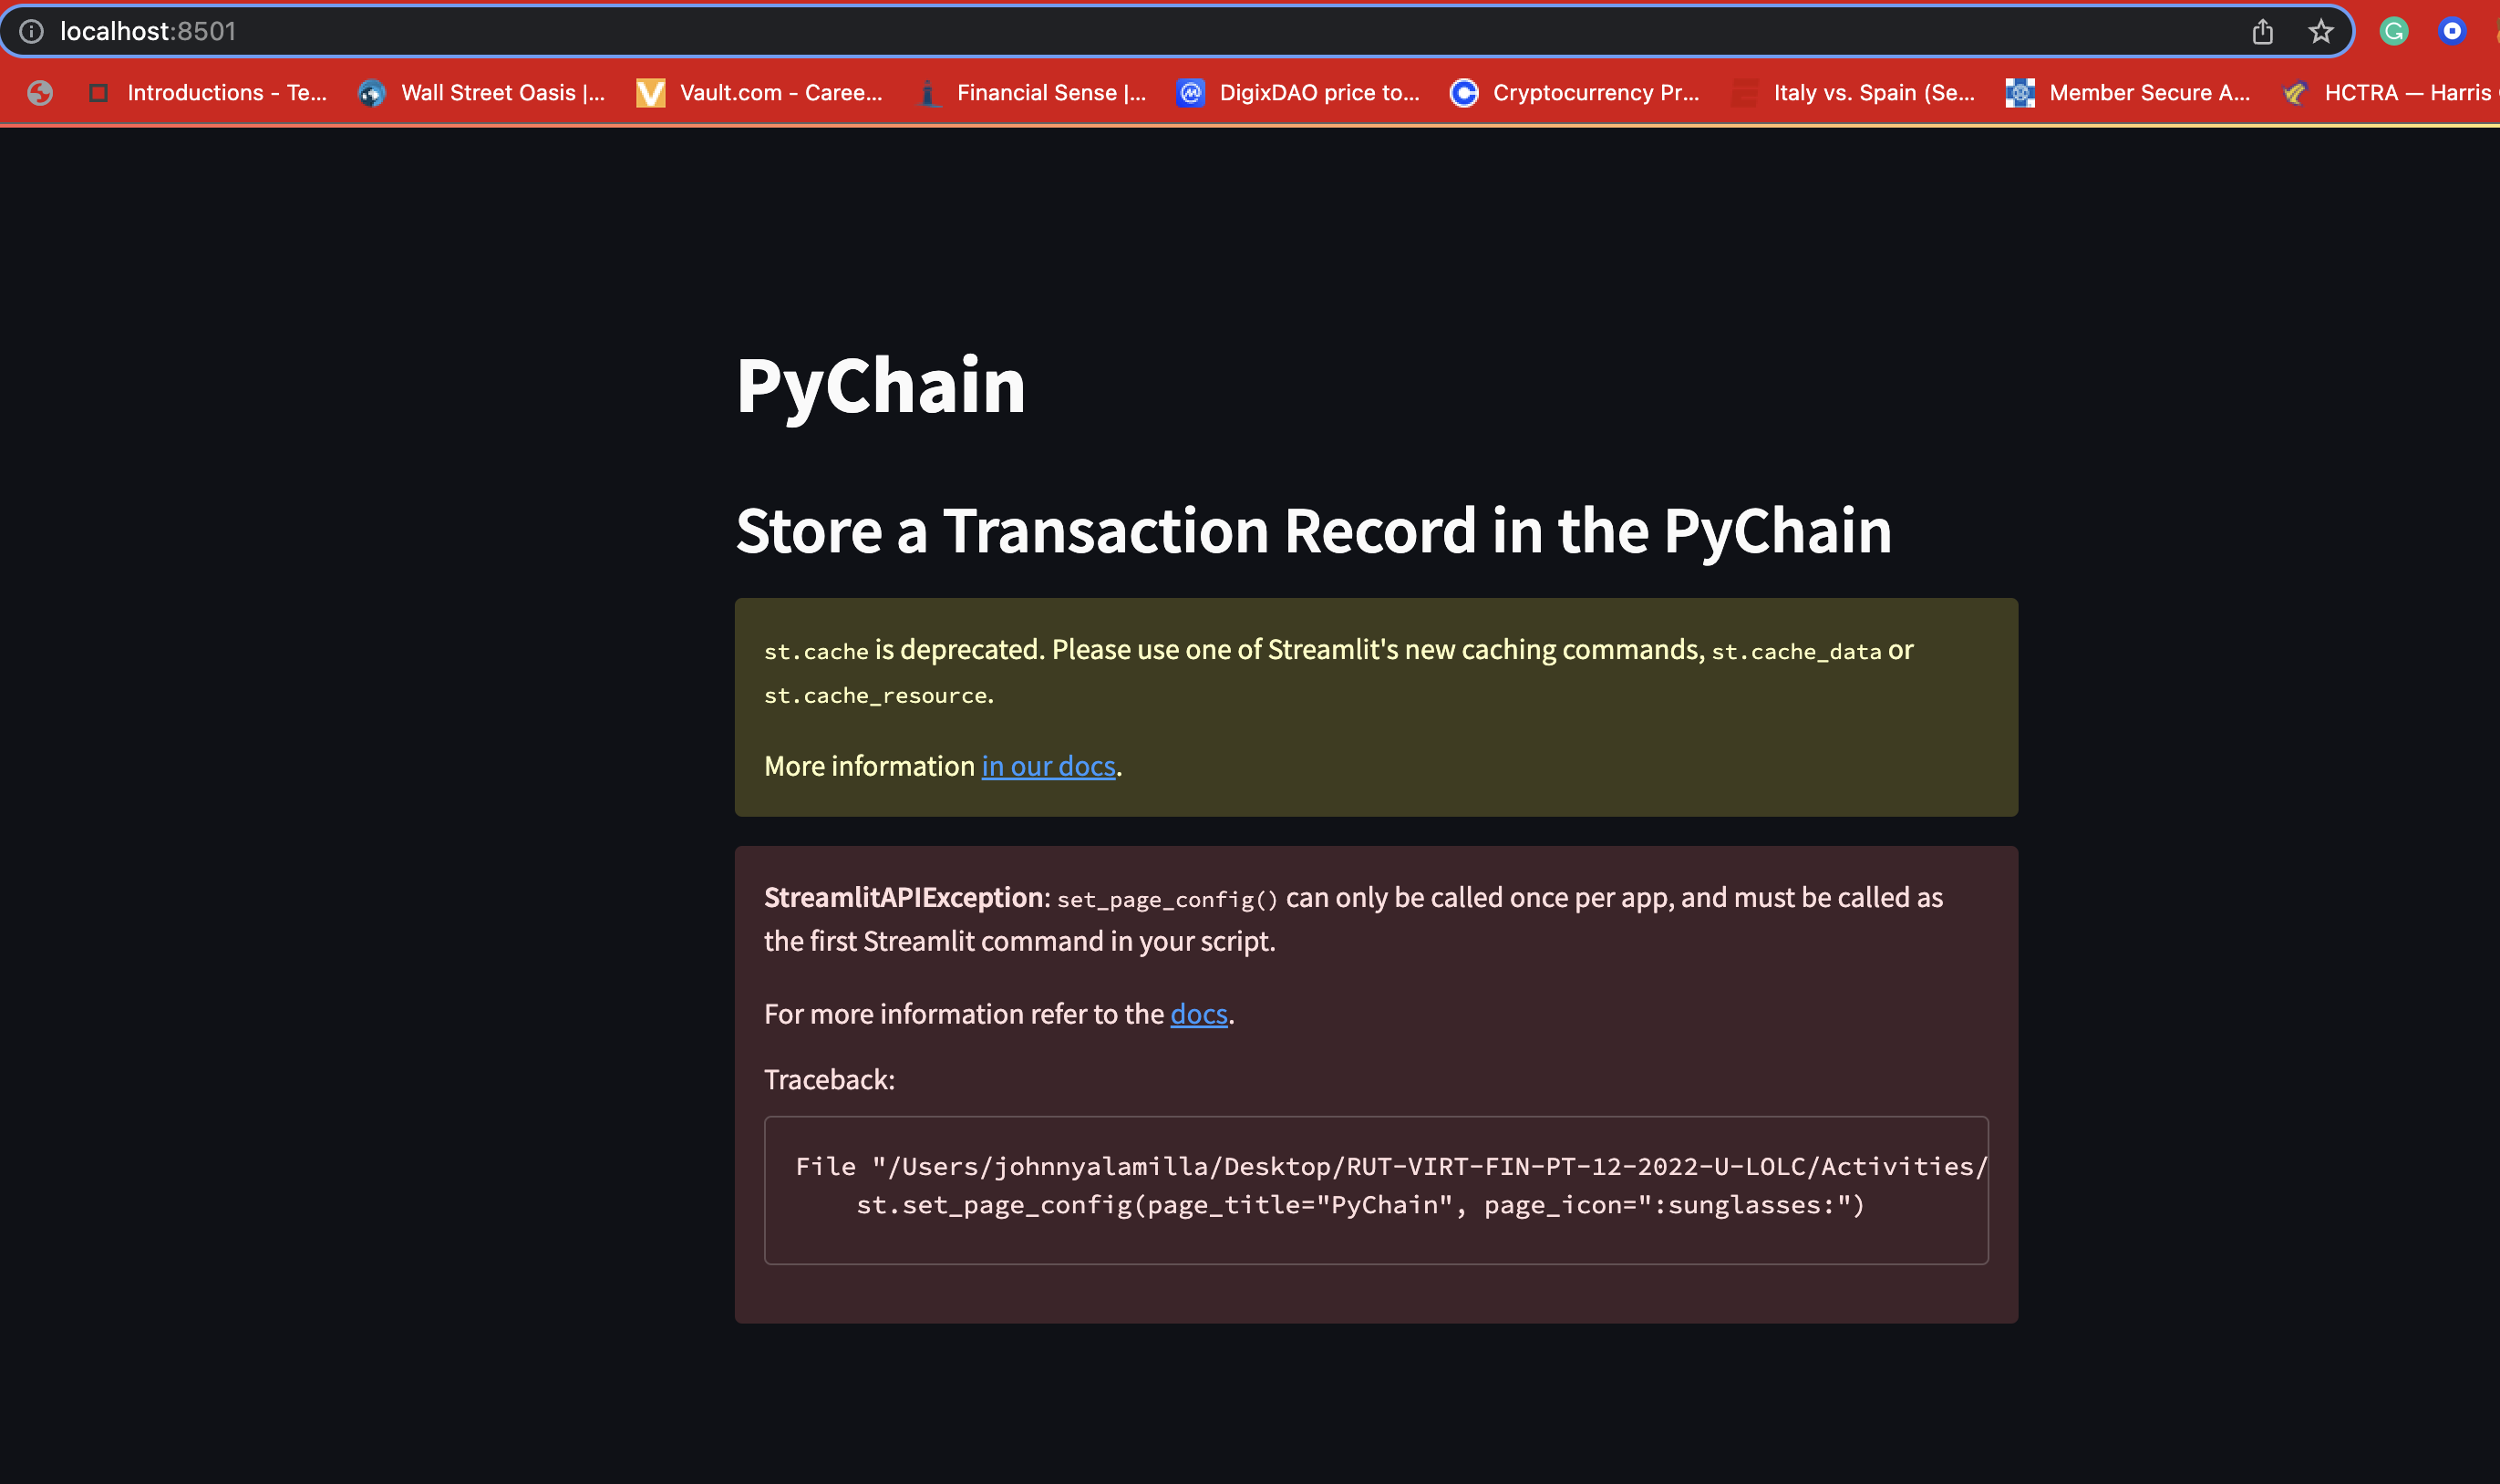 localhost:8501
Introductions - Te... Wall Street Oasis |... Vault.com - Caree... Financial Sense |... DigixDAO price to... Cryptocurrency Pr... Italy vs. Spain (Se... Member Secure A... HCTRA — Harris
PyChain
Store a Transaction Record in the PyChain
st.cache is deprecated. Please use one of Streamlit's new caching commands, st.cache_data or
st.cache_resource.
More information in our docs.
StreamlitAPIException: set_page_config() can only be called once per app, and must be called as
the first Streamlit command in your script.
For more information refer to the docs.
Traceback:
File "/Users/johnnyalamilla/Desktop/RUT-VIRT-FIN-PT-12-2022-U-LOLC/Activities/
st.set_page_config(page_title="PyChain", page_icon=":sunglasses:")